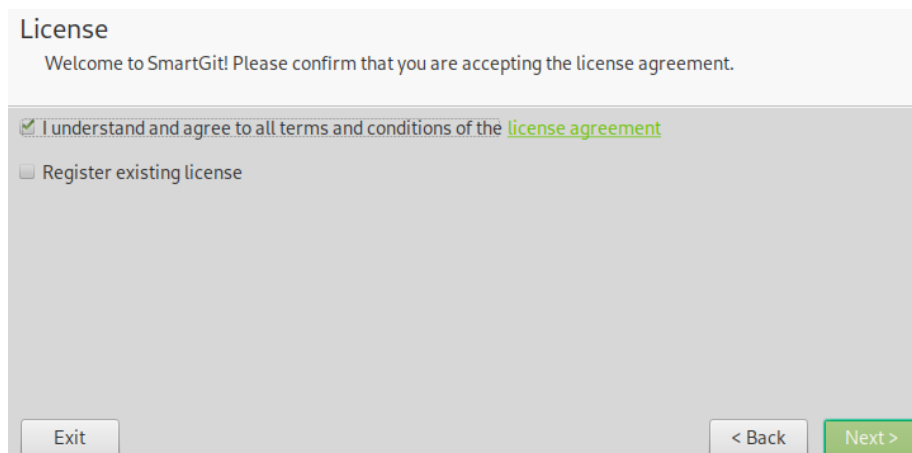 License
Welcome to SmartGit! Please confirm that you are accepting the license agreement.
I understand and agree to all terms and conditions of the license agreement
Register existing license
Exit
< Back
Next >